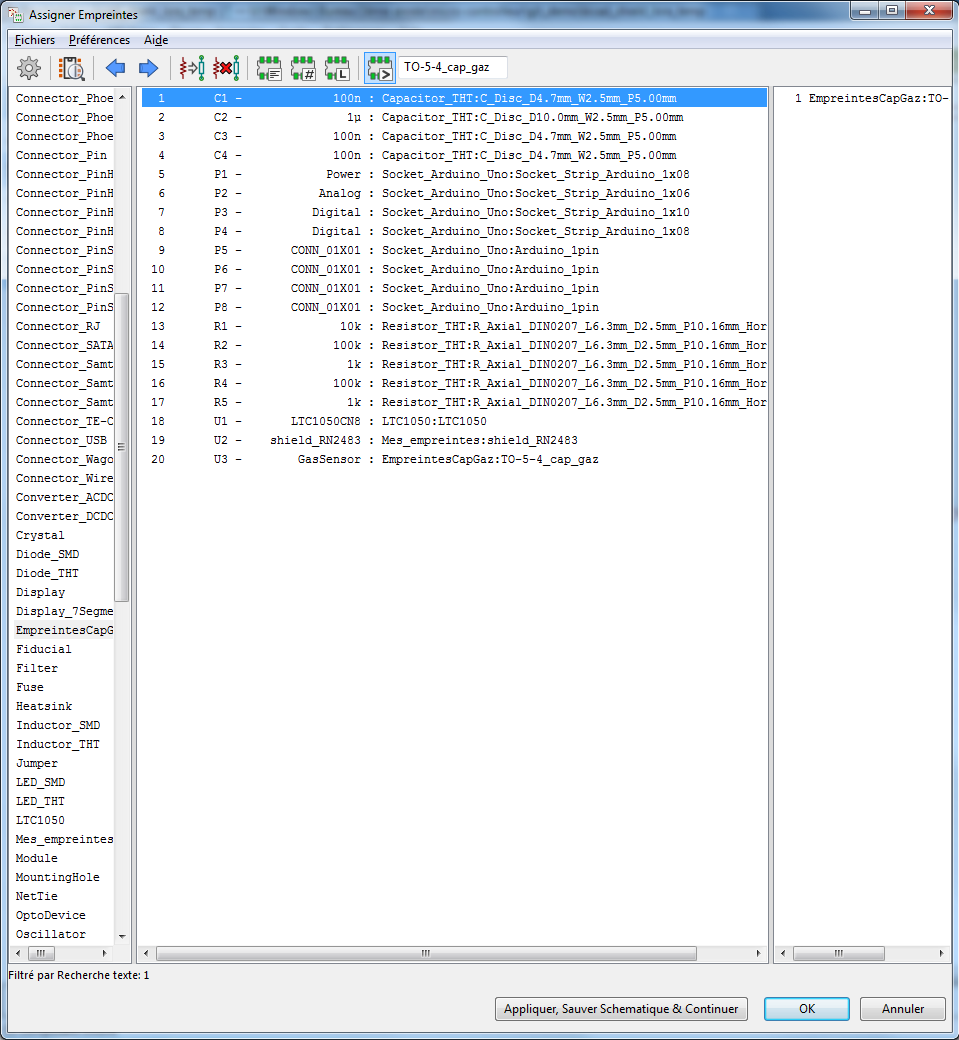 Assigner Empreintes
Fichiers Préférences Aide
TO-5-4_cap_gaz
Connector_Phoe
Connector_Phoe
Connector_Phoe
Connector_Pin
Connector_PinH
Connector_PinH
Connector_PinH
Connector_PinH
Connector_PinS
Connector_PinS
Connector_PinS
Connector_PinS
Connector_RJ
Connector_SATA
Connector_Samt
Connector_Samt
Connector_Samt
Connector_TE-C
Connector_USB
Connector_Wago
Connector_Wire
Converter_ACDC
Converter_DCDC
Crystal
Diode_SMD
Diode_THT
Display
Display_7Segme
EmpreintesCapG
Fiducial
Filter
Fuse
Heatsink
Inductor_SMD
Inductor_THT
Jumper
LED_SMD
LED_THT
LTC1050
Mes_empreintes
Module
MountingHole
NetTie
OptoDevice
Oscillator
1 C1 - 100n : Capacitor_THT:C_Disc_D4.7mm_W2.5mm_P5.00mm
2 C2 - 1µ : Capacitor_THT:C_Disc_D10.0mm_W2.5mm_P5.00mm
3 C3 - 100n : Capacitor_THT:C_Disc_D4.7mm_W2.5mm_P5.00mm
4 C4 - 100n : Capacitor_THT:C_Disc_D4.7mm_W2.5mm_P5.00mm
5 P1 - Power : Socket_Arduino_Uno:Socket_Strip_Arduino_1x08
6 P2 - Analog : Socket_Arduino_Uno:Socket_Strip_Arduino_1x06
7 P3 - Digital : Socket_Arduino_Uno:Socket_Strip_Arduino_1x10
8 P4 - Digital : Socket_Arduino_Uno:Socket_Strip_Arduino_1x08
9 P5 - CONN_01X01 : Socket_Arduino_Uno:Arduino_1pin
10 P6 - CONN_01X01 : Socket_Arduino_Uno:Arduino_1pin
11 P7 - CONN_01X01 : Socket_Arduino_Uno:Arduino_1pin
12 P8 - CONN_01X01 : Socket_Arduino_Uno:Arduino_1pin
13 R1 - 10k : Resistor_THT:R_Axial_DIN0207_L6.3mm_D2.5mm_P10.16mm_Hor
14 R2 - 100k : Resistor_THT:R_Axial_DIN0207_L6.3mm_D2.5mm_P10.16mm_Hor
15 R3 - 1k : Resistor_THT:R_Axial_DIN0207_L6.3mm_D2.5mm_P10.16mm_Hor
16 R4 - 100k : Resistor_THT:R_Axial_DIN0207_L6.3mm_D2.5mm_P10.16mm_Hor
17 R5 - 1k : Resistor_THT:R_Axial_DIN0207_L6.3mm_D2.5mm_P10.16mm_Hor
18 U1 - LTC1050CN8 : LTC1050:LTC1050
19 U2 - shield_RN2483 : Mes_empreintes:shield_RN2483
20 U3 - GasSensor : EmpreintesCapGaz:TO-5-4_cap_gaz
1 EmpreintesCapGaz:TO-
Filtré par Recherche texte: 1
Appliquer, Sauver Schematique & Continuer
OK
Annuler